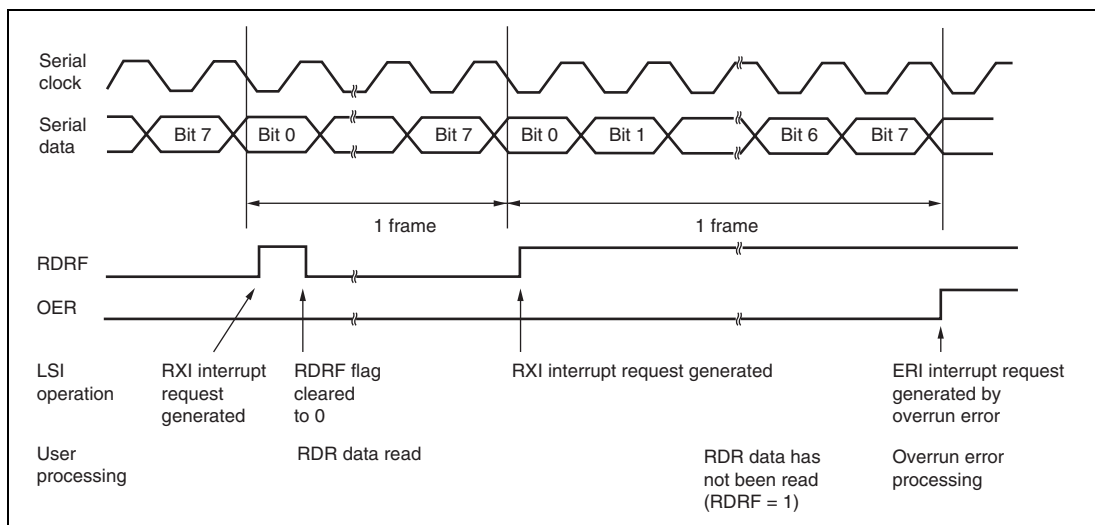 Serial
clock
Serial
data
Bit 7
Bit 0
Bit 7
Bit 0
Bit 1
Bit 6
Bit 7
1 frame
1 frame
RDRF
OER
LSI
operation
RXI interrupt
request
generated
RDRF flag
cleared
to 0
RXI interrupt request generated
ERI interrupt request
generated by
overrun error
User
processing
RDR data read
RDR data has
not been read
(RDRF = 1)
Overrun error
processing